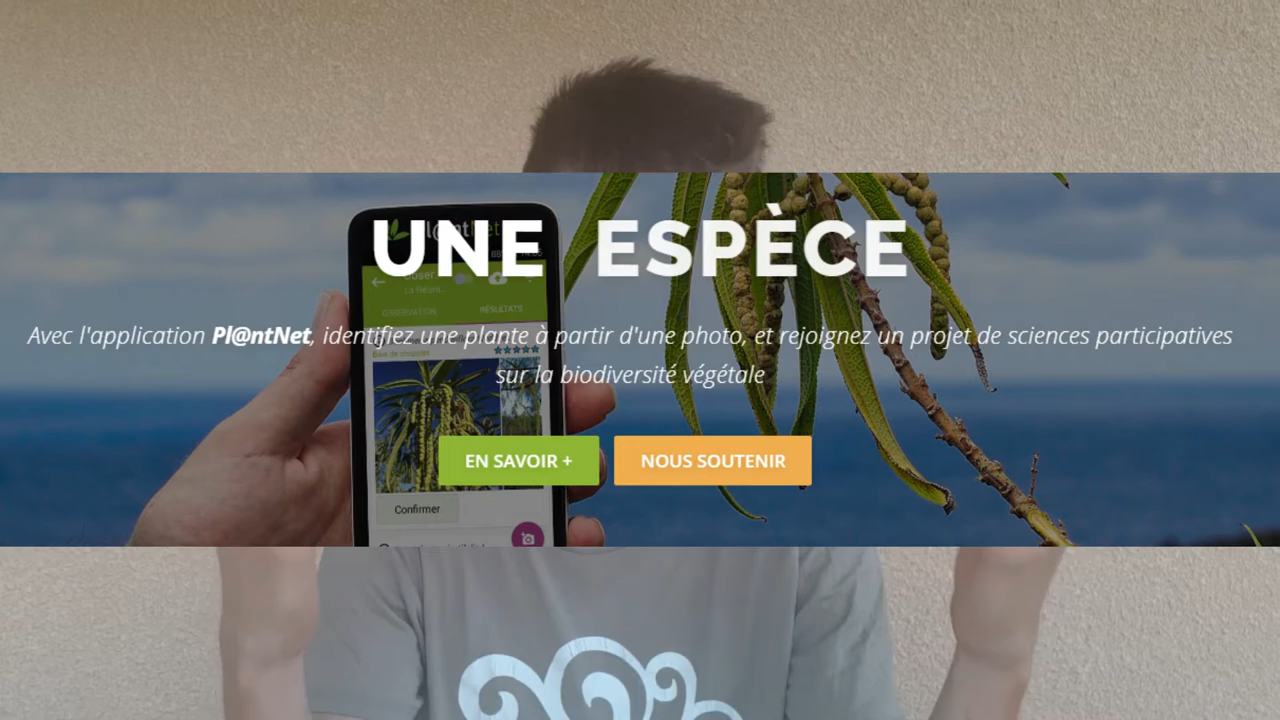 UNE ESPÈCE
Avec l'application Pl@ntNet, identifiez une plante à partir d'une photo, et rejoignez un projet de sciences participatives
sur la biodiversité végétale
EN SAVOIR +
NOUS SOUTENIR
RÉSULTATS
Confirmer